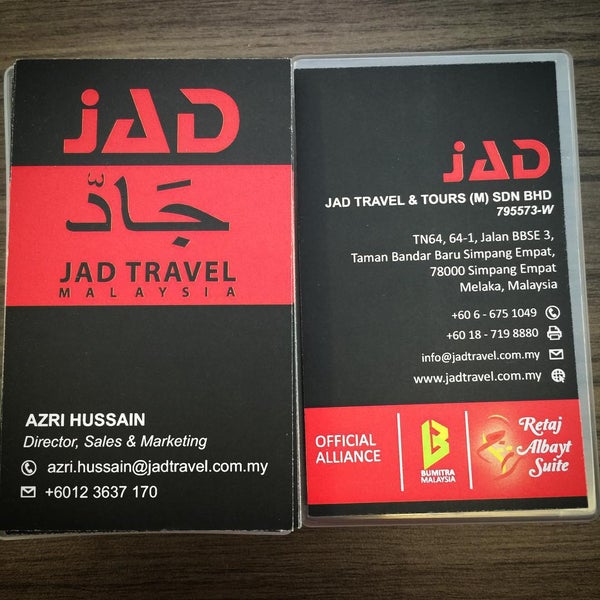 JAD
جَادّ
JAD TRAVEL
MALAYSIA
AZRI HUSSAIN
Director, Sales & Marketing
azri.hussain@jadtravel.com.my
+6012 3637 170
JAD
JAD TRAVEL & TOURS (M) SDN BHD
795573-W
TN64, 64-1, Jalan BBSE 3,
Taman Bandar Baru Simpang Empat,
78000 Simpang Empat
Melaka, Malaysia
+60 6 - 675 1049
+60 18 - 719 8880
info@jadtravel.com.my
www.jadtravel.com.my
OFFICIAL
ALLIANCE
BUMITRA
MALAYSIA
Retaj
Albayt
Suite